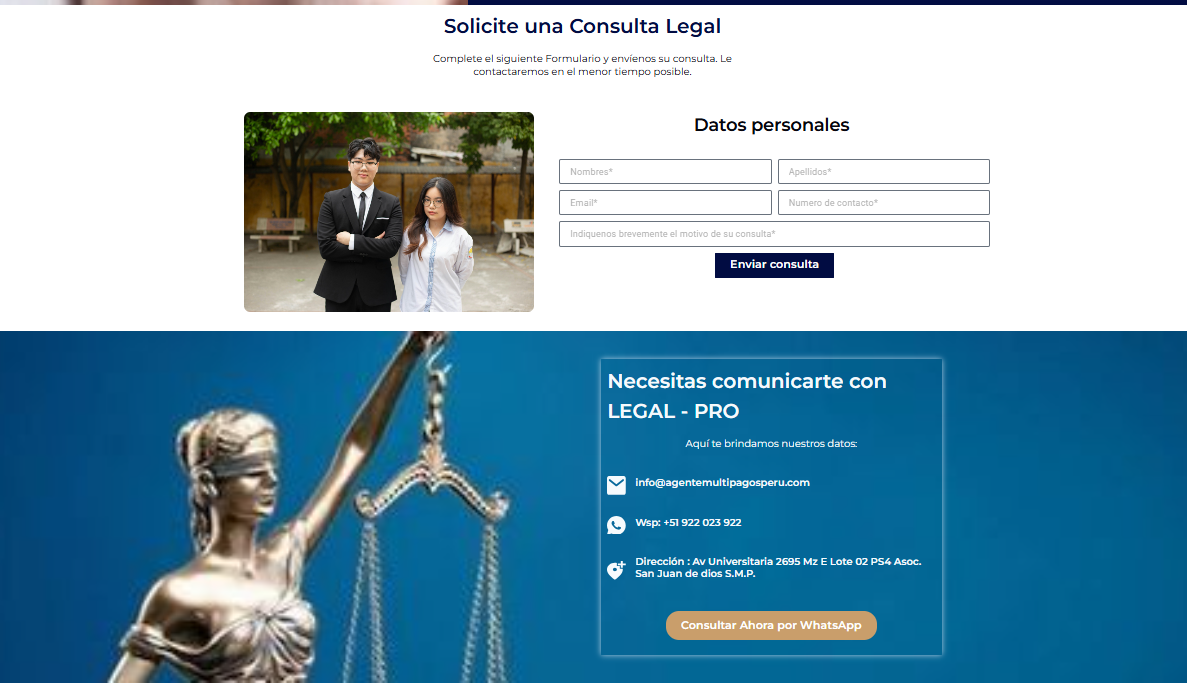 Solicite una Consulta Legal
Complete el siguiente Formulario y envíenos su consulta. Le
contactaremos en el menor tiempo posible.
Datos personales
Nombres*
Apellidos*
Email*
Numero de contacto*
Indiquenos brevemente el motivo de su consulta*
Enviar consulta
Necesitas comunicarte con
LEGAL - PRO
Aquí te brindamos nuestros datos:
info@agentemultipagosperu.com
Wsp: +51 922 023 922
Dirección : Av Universitaria 2695 Mz E Lote 02 PS4 Asoc.
San Juan de dios S.M.P.
Consultar Ahora por WhatsApp